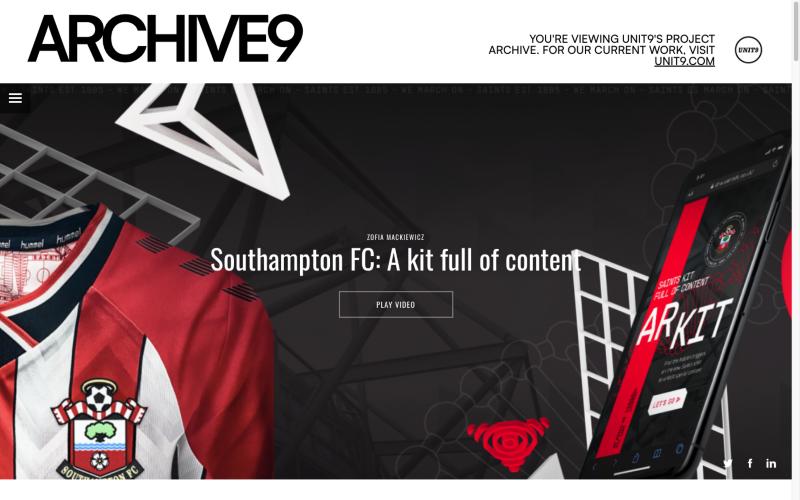 ARCHIVE9
YOU'RE VIEWING UNIT9'S PROJECT
ARCHIVE. FOR OUR CURRENT WORK, VISIT
UNIT9.COM
UNIT9
SAINTS EST 1885 - WE MARCH ON - SAINTS EST 1885 - WE MARCH ON - SAINTS EST 1885 - WE MARCH ON
ZOFIA MACKIEWICZ
Southampton FC: A kit full of content
PLAY VIDEO
hummel
hummel
SAINTS KIT
FULL OF CONTENT
ARKIT
LET'S GO
SOUTHAMPTON FC